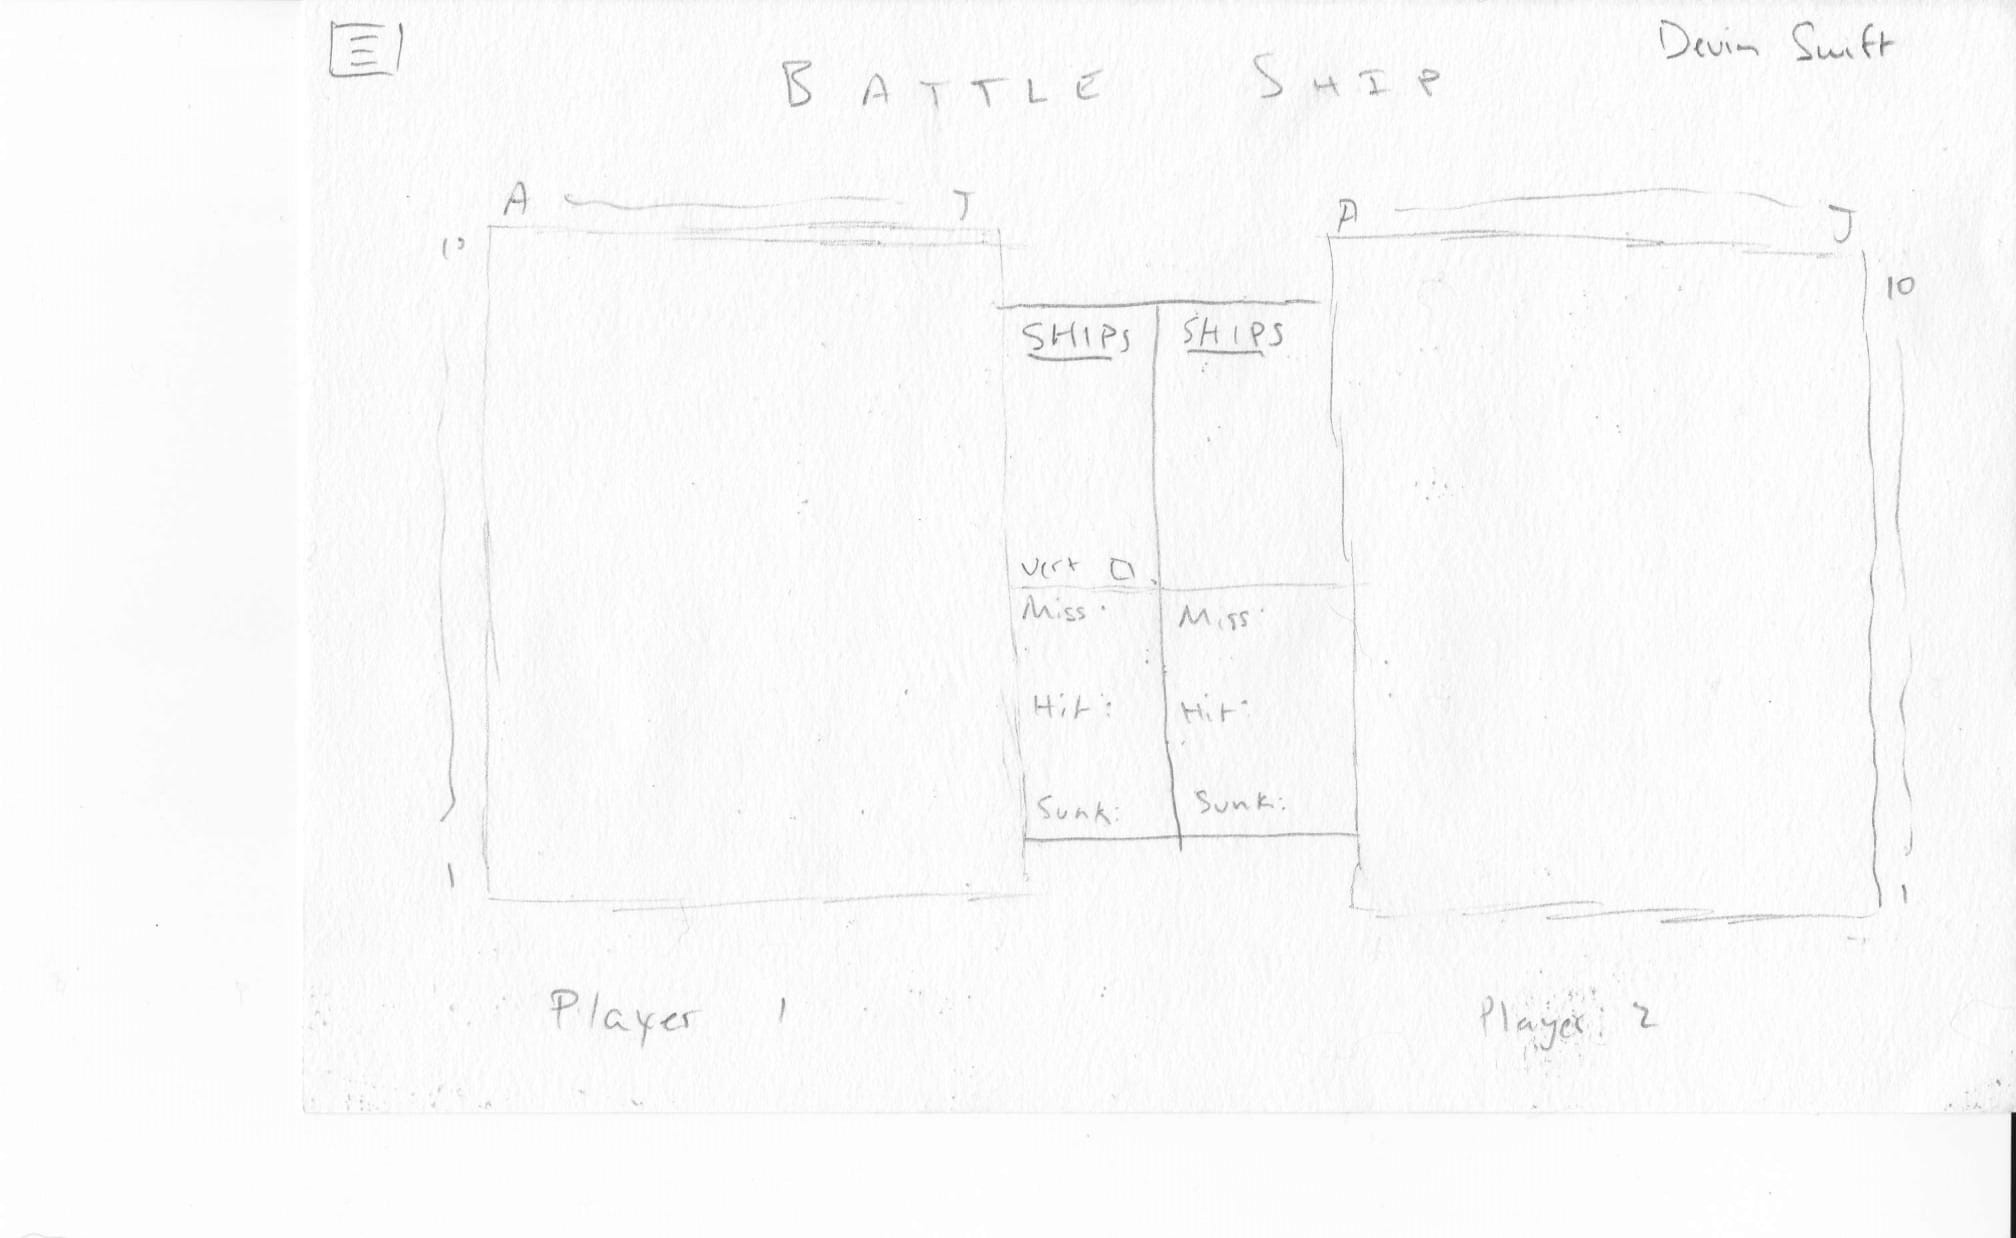 Devin Swift
BATTLE SHIP
A J
A J
10
10
SHIPS SHIPS
Vert
Miss: Miss:
Hit: Hit:
Sunk: Sunk:
1
1
Player 1
Player: 2